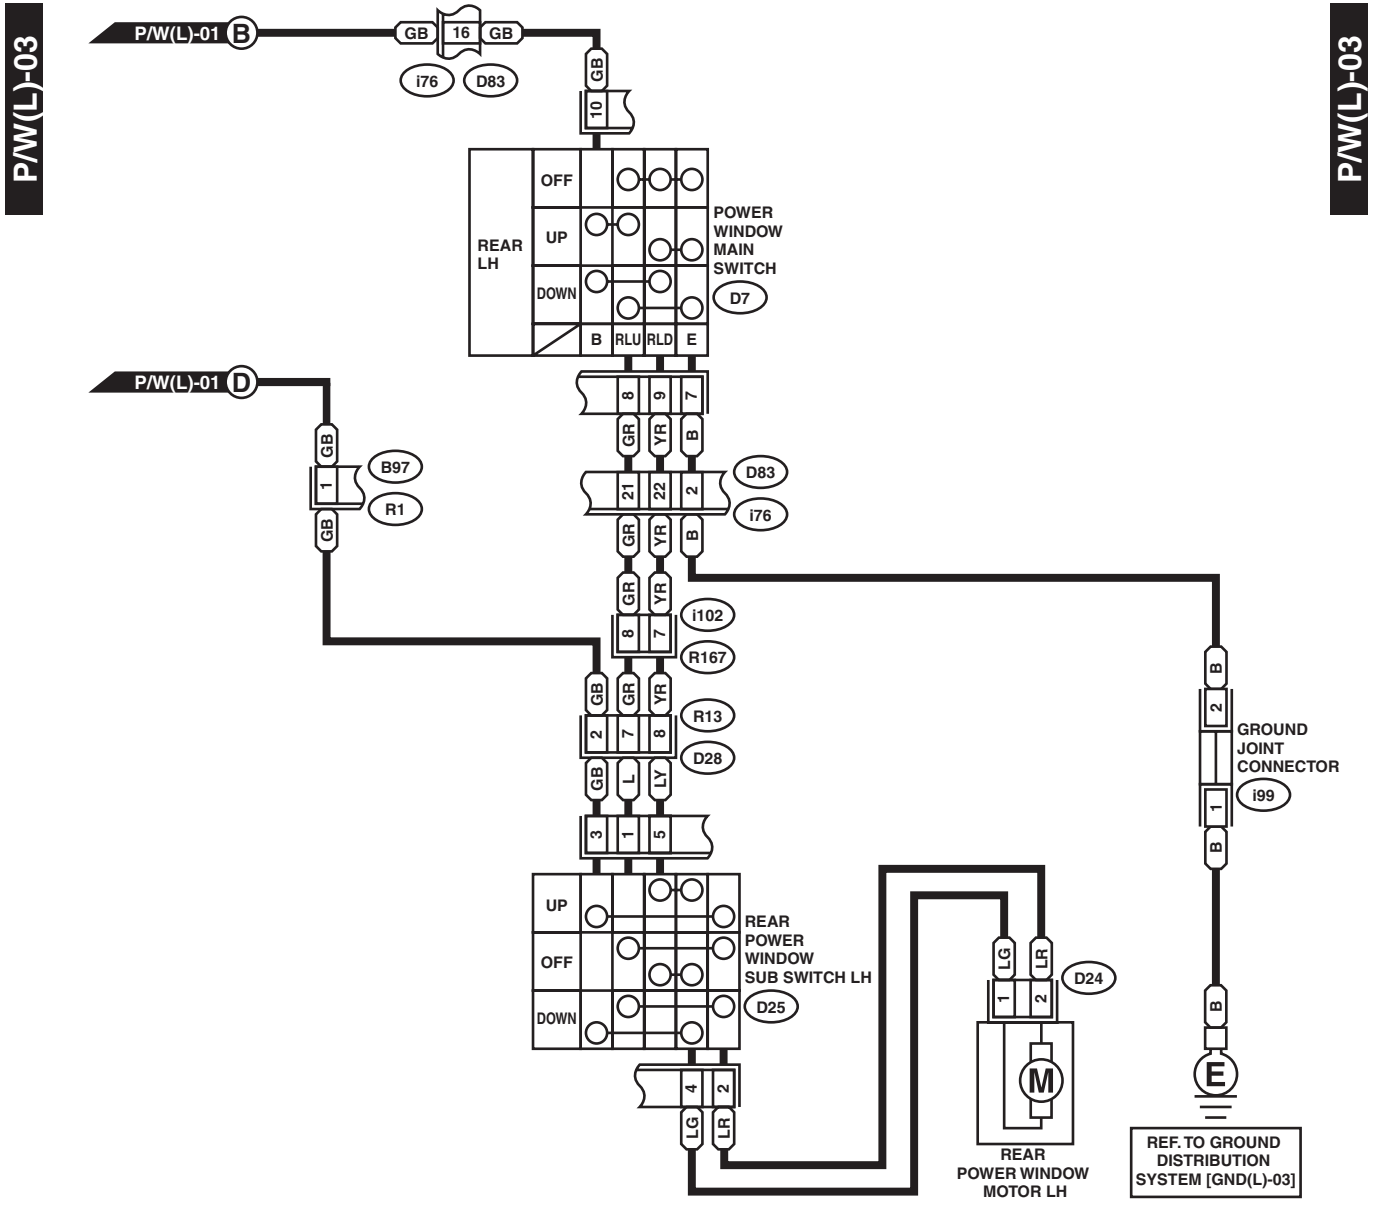 P/W(L)-03
P/W(L)-03
P/W(L)-01 B
GB 16 GB
i76 D83
GB
10
REAR
LH
OFF
UP
DOWN
B RLU RLD E
POWER
WINDOW
MAIN
SWITCH
D7
8 9 7
GR YR B
21 22 2
D83
i76
GR YR B
P/W(L)-01 D
GB
1
B97
R1
GB
GR YR
8 7
i102
R167
GB GR YR
2 7 8
R13
D28
GB L LY
3 1 5
UP
OFF
DOWN
REAR
POWER
WINDOW
SUB SWITCH LH
D25
4 2
LG LR
LG LR
1 2
D24
M
REAR
POWER WINDOW
MOTOR LH
B
2
GROUND
JOINT
CONNECTOR
i99
1
B
B
E
REF. TO GROUND
DISTRIBUTION
SYSTEM [GND(L)-03]